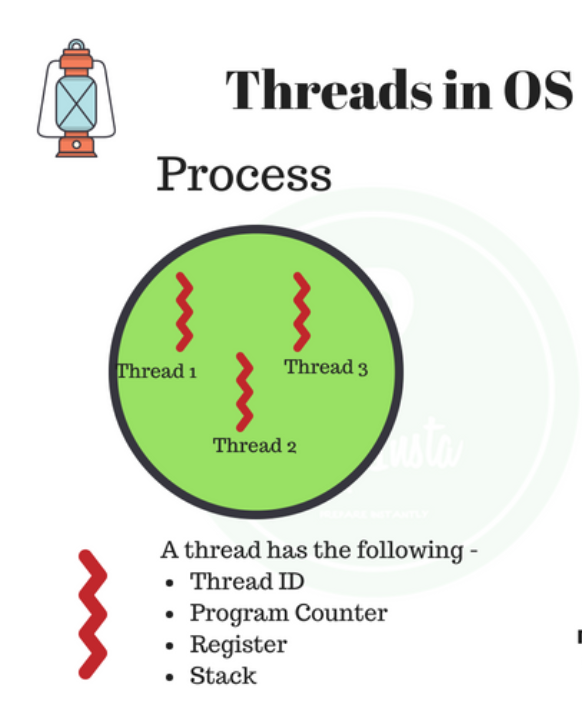 Threads in OS
Process
Thread 1
Thread 3
Thread 2
A thread has the following -
• Thread ID
• Program Counter
• Register
• Stack